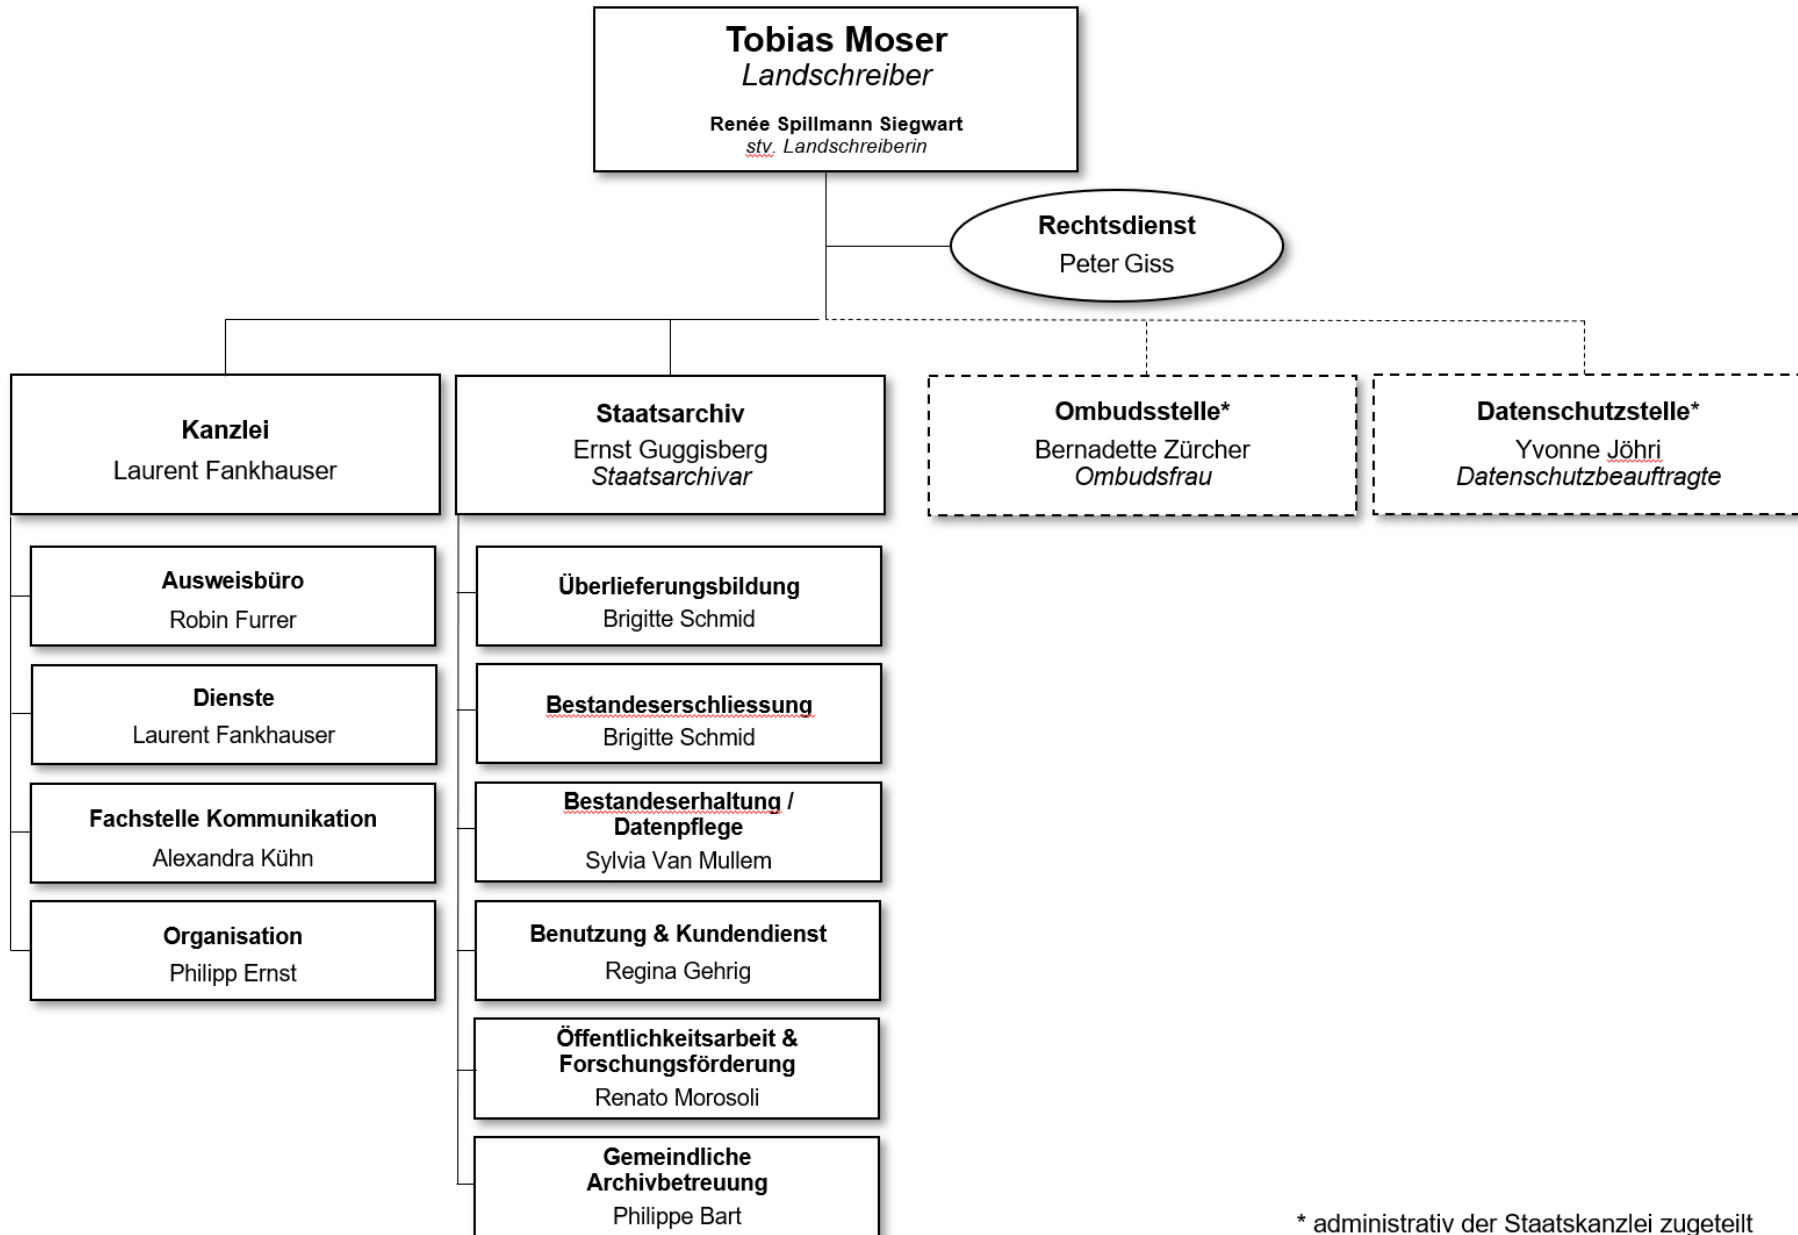 Tobias Moser
Landschreiber
Renée Spillmann Siegwart
stv. Landschreiberin
Rechtsdienst
Peter Giss
Kanzlei
Laurent Fankhauser
Staatsarchiv
Ernst Guggisberg
Staatsarchivar
Ombudsstelle*
Bernadette Zürcher
Ombudsfrau
Datenschutzstelle*
Yvonne Jöhri
Datenschutzbeauftragte
Ausweisbüro
Robin Furrer
Dienste
Laurent Fankhauser
Fachstelle Kommunikation
Alexandra Kühn
Organisation
Philipp Ernst
Überlieferungsbildung
Brigitte Schmid
Bestandeserschliessung
Brigitte Schmid
Bestandeserhaltung /
Datenpflege
Sylvia Van Mullem
Benutzung & Kundendienst
Regina Gehrig
Öffentlichkeitsarbeit &
Forschungsförderung
Renato Morosoli
Gemeindliche
Archivbetreuung
Philippe Bart
* administrativ der Staatskanzlei zugeteilt